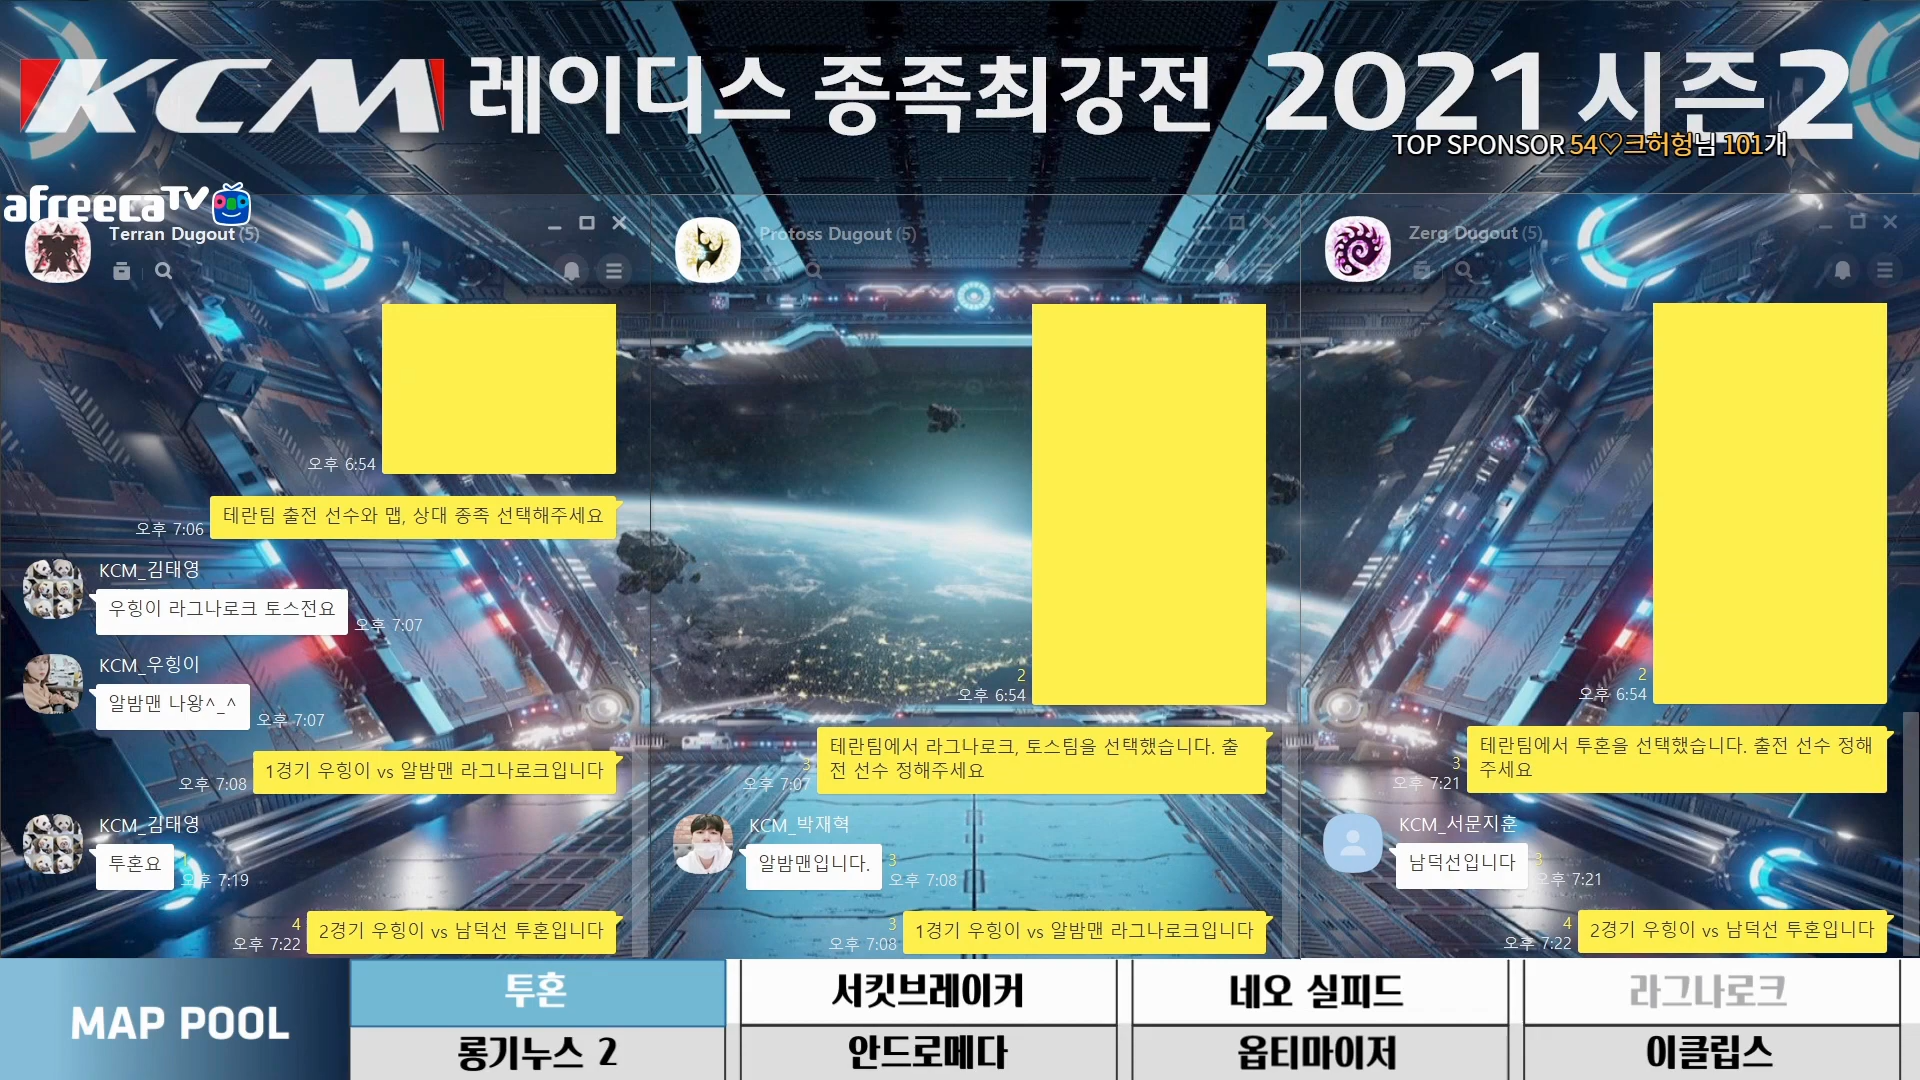 KCM 레이디스 종족최강전 2021 시즌2
TOP SPONSOR 54♡크허헝님 101개
afreecaTV
Terran Dugout (5)
오후 6:54
테란팀 출전 선수와 맵, 상대 종족 선택해주세요
오후 7:06
KCM_김태영
우힝이 라그나로크 토스전요
오후 7:07
KCM_우힝이
알밤맨 나왕^_^
오후 7:07
1경기 우힝이 vs 알밤맨 라그나로크입니다
오후 7:08
KCM_김태영
투혼요
1
오후 7:19
4
오후 7:22
2경기 우힝이 vs 남덕선 투혼입니다
Protoss Dugout (5)
2
오후 6:54
테란팀에서 라그나로크, 토스팀을 선택했습니다. 출
전 선수 정해주세요
3
오후 7:07
KCM_박재혁
알밤맨입니다.
3
오후 7:08
3
오후 7:08
1경기 우힝이 vs 알밤맨 라그나로크입니다
Zerg Dugout (5)
2
오후 6:54
테란팀에서 투혼을 선택했습니다. 출전 선수 정해
주세요
3
오후 7:21
KCM_서문지훈
남덕선입니다
3
오후 7:21
4
오후 7:22
2경기 우힝이 vs 남덕선 투혼입니다
MAP POOL
투혼
서킷브레이커
네오 실피드
라그나로크
롱기누스 2
안드로메다
옵티마이저
이클립스